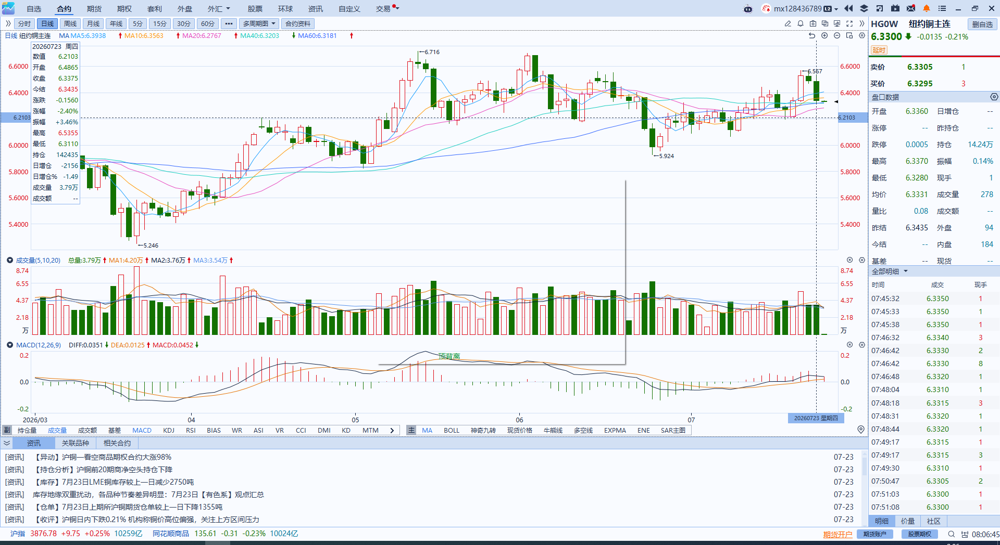 自选 合约 期货 期权 套利 外盘 外汇 股票 环球 资讯 自定义 交易 mx128436789 L2
分时 日线 周线 月线 年线 5分 15分 30分 60分 ••• 多周期图 合约资料
日线 纽约铜主连 MA MA5:6.3938 MA10:6.3563 MA20:6.2767 MA40:6.3203 MA60:6.3181
20260723 周四
数值 6.2103
开盘 6.4865
收盘 6.3375
今结 6.3435
涨跌 -0.1560
涨幅 -2.40%
振幅 +3.46%
最高 6.5355
最低 6.3110
持仓 142435
日增仓 -2156
日增仓% -1.49
成交量 3.79万
成交额 --
6.6000
6.4000
6.2103
6.0000
5.8000
5.6000
5.4000
6.716
6.567
5.924
5.246
6.6000
6.4000
6.2103
6.0000
5.8000
5.6000
5.4000
成交量(5,10,20) 总量:3.79万 MA1:4.20万 MA2:3.76万 MA3:3.54万
8.74 8.74
6.55 6.55
4.37 4.37
2.18 2.18
万 万
MACD(12,26,9) DIFF:0.0351 DEA:0.0125 MACD:0.0452
0.2 顶背离 0.2
0.0 0.0
-0.2 -0.2
2026/03 04 05 06 07 20260723 星期四
副 持仓量 成交量 成交额 基差 MACD KDJ RSI BIAS WR ASI VR CCI DMI KD MTM 主 MA BOLL 神奇九转 现货价格 牛熊线 多空线 EXPMA ENE SAR主图
资讯 关联品种 相关合约
[资讯] 【异动】沪铜—看空商品期权合约大涨98% 07-23
[资讯] 【持仓分析】沪铜前20期商净空头持仓下降 07-23
[资讯] 【库存】7月23日LME铜库存较上一日减少2750吨 07-23
[资讯] 库存地缘双重扰动，各品种节奏差异明显：7月23日【有色系】观点汇总 07-23
[资讯] 【仓单】7月23日上期所沪铜期货仓单较上一日下降1355吨 07-23
[资讯] 【收评】沪铜日内下跌0.21% 机构称铜价高位偏强，关注上方区间压力 07-23
沪指 3876.78 +9.75 +0.25% 10259亿 同花顺商品 135.61 -0.31 -0.23% 10024亿 期货开户 期货账户 股票期权 08:06:45
HG0W 纽约铜主连 删自选
6.3300 -0.0135 -0.21%
延时
卖价 6.3305 1
买价 6.3295 3
盘口数据
开盘 6.3360 日增仓 --
涨停 -- 昨持仓 --
跌停 0.0005 持仓 14.24万
最高 6.3370 振幅 0.14%
最低 6.3280 现手 1
均价 6.3331 成交量 278
量比 0.08 成交额 --
昨结 6.3435 外盘 94
今结 -- 内盘 184
基差 -- 现货 --
全部明细
时间 成交 现手
07:45:32 6.3350 1
07:45:33 6.3350 1
07:45:38 6.3350 1
07:46:32 6.3340 3
07:46:42 6.3330 2
07:46:42 6.3330 8
07:46:48 6.3320 1
07:48:04 6.3310 1
07:48:18 6.3315 3
07:48:31 6.3320 1
07:48:44 6.3320 1
07:49:17 6.3315 1
07:49:17 6.3315 3
07:49:30 6.3310 1
07:50:47 6.3305 2
07:51:03 6.3300 1
07:51:08 6.3300 1
明细 价量 社区